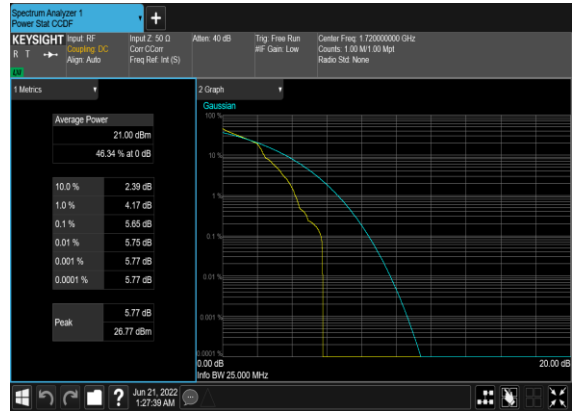 Spectrum Analyzer 1
Power Stat CCDF
+
KEYSIGHT
R T
LXI
Input: RF
Coupling: DC
Align: Auto
Input Z: 50 Ω
Corr CCorr
Freq Ref: Int (S)
Atten: 40 dB
Trig: Free Run
#IF Gain: Low
Center Freq: 1.720000000 GHz
Counts: 1.00 M/1.00 Mpt
Radio Std: None
1 Metrics
Average Power
21.00 dBm
46.34 % at 0 dB
10.0 % 2.39 dB
1.0 % 4.17 dB
0.1 % 5.65 dB
0.01 % 5.75 dB
0.001 % 5.77 dB
0.0001 % 5.77 dB
Peak
5.77 dB
26.77 dBm
2 Graph
Gaussian
100 %
10 %
1 %
0.1 %
0.01 %
0.001 %
0.0001 %
0.00 dB
20.00 dB
Info BW 25.000 MHz
?
Jun 21, 2022
1:27:39 AM